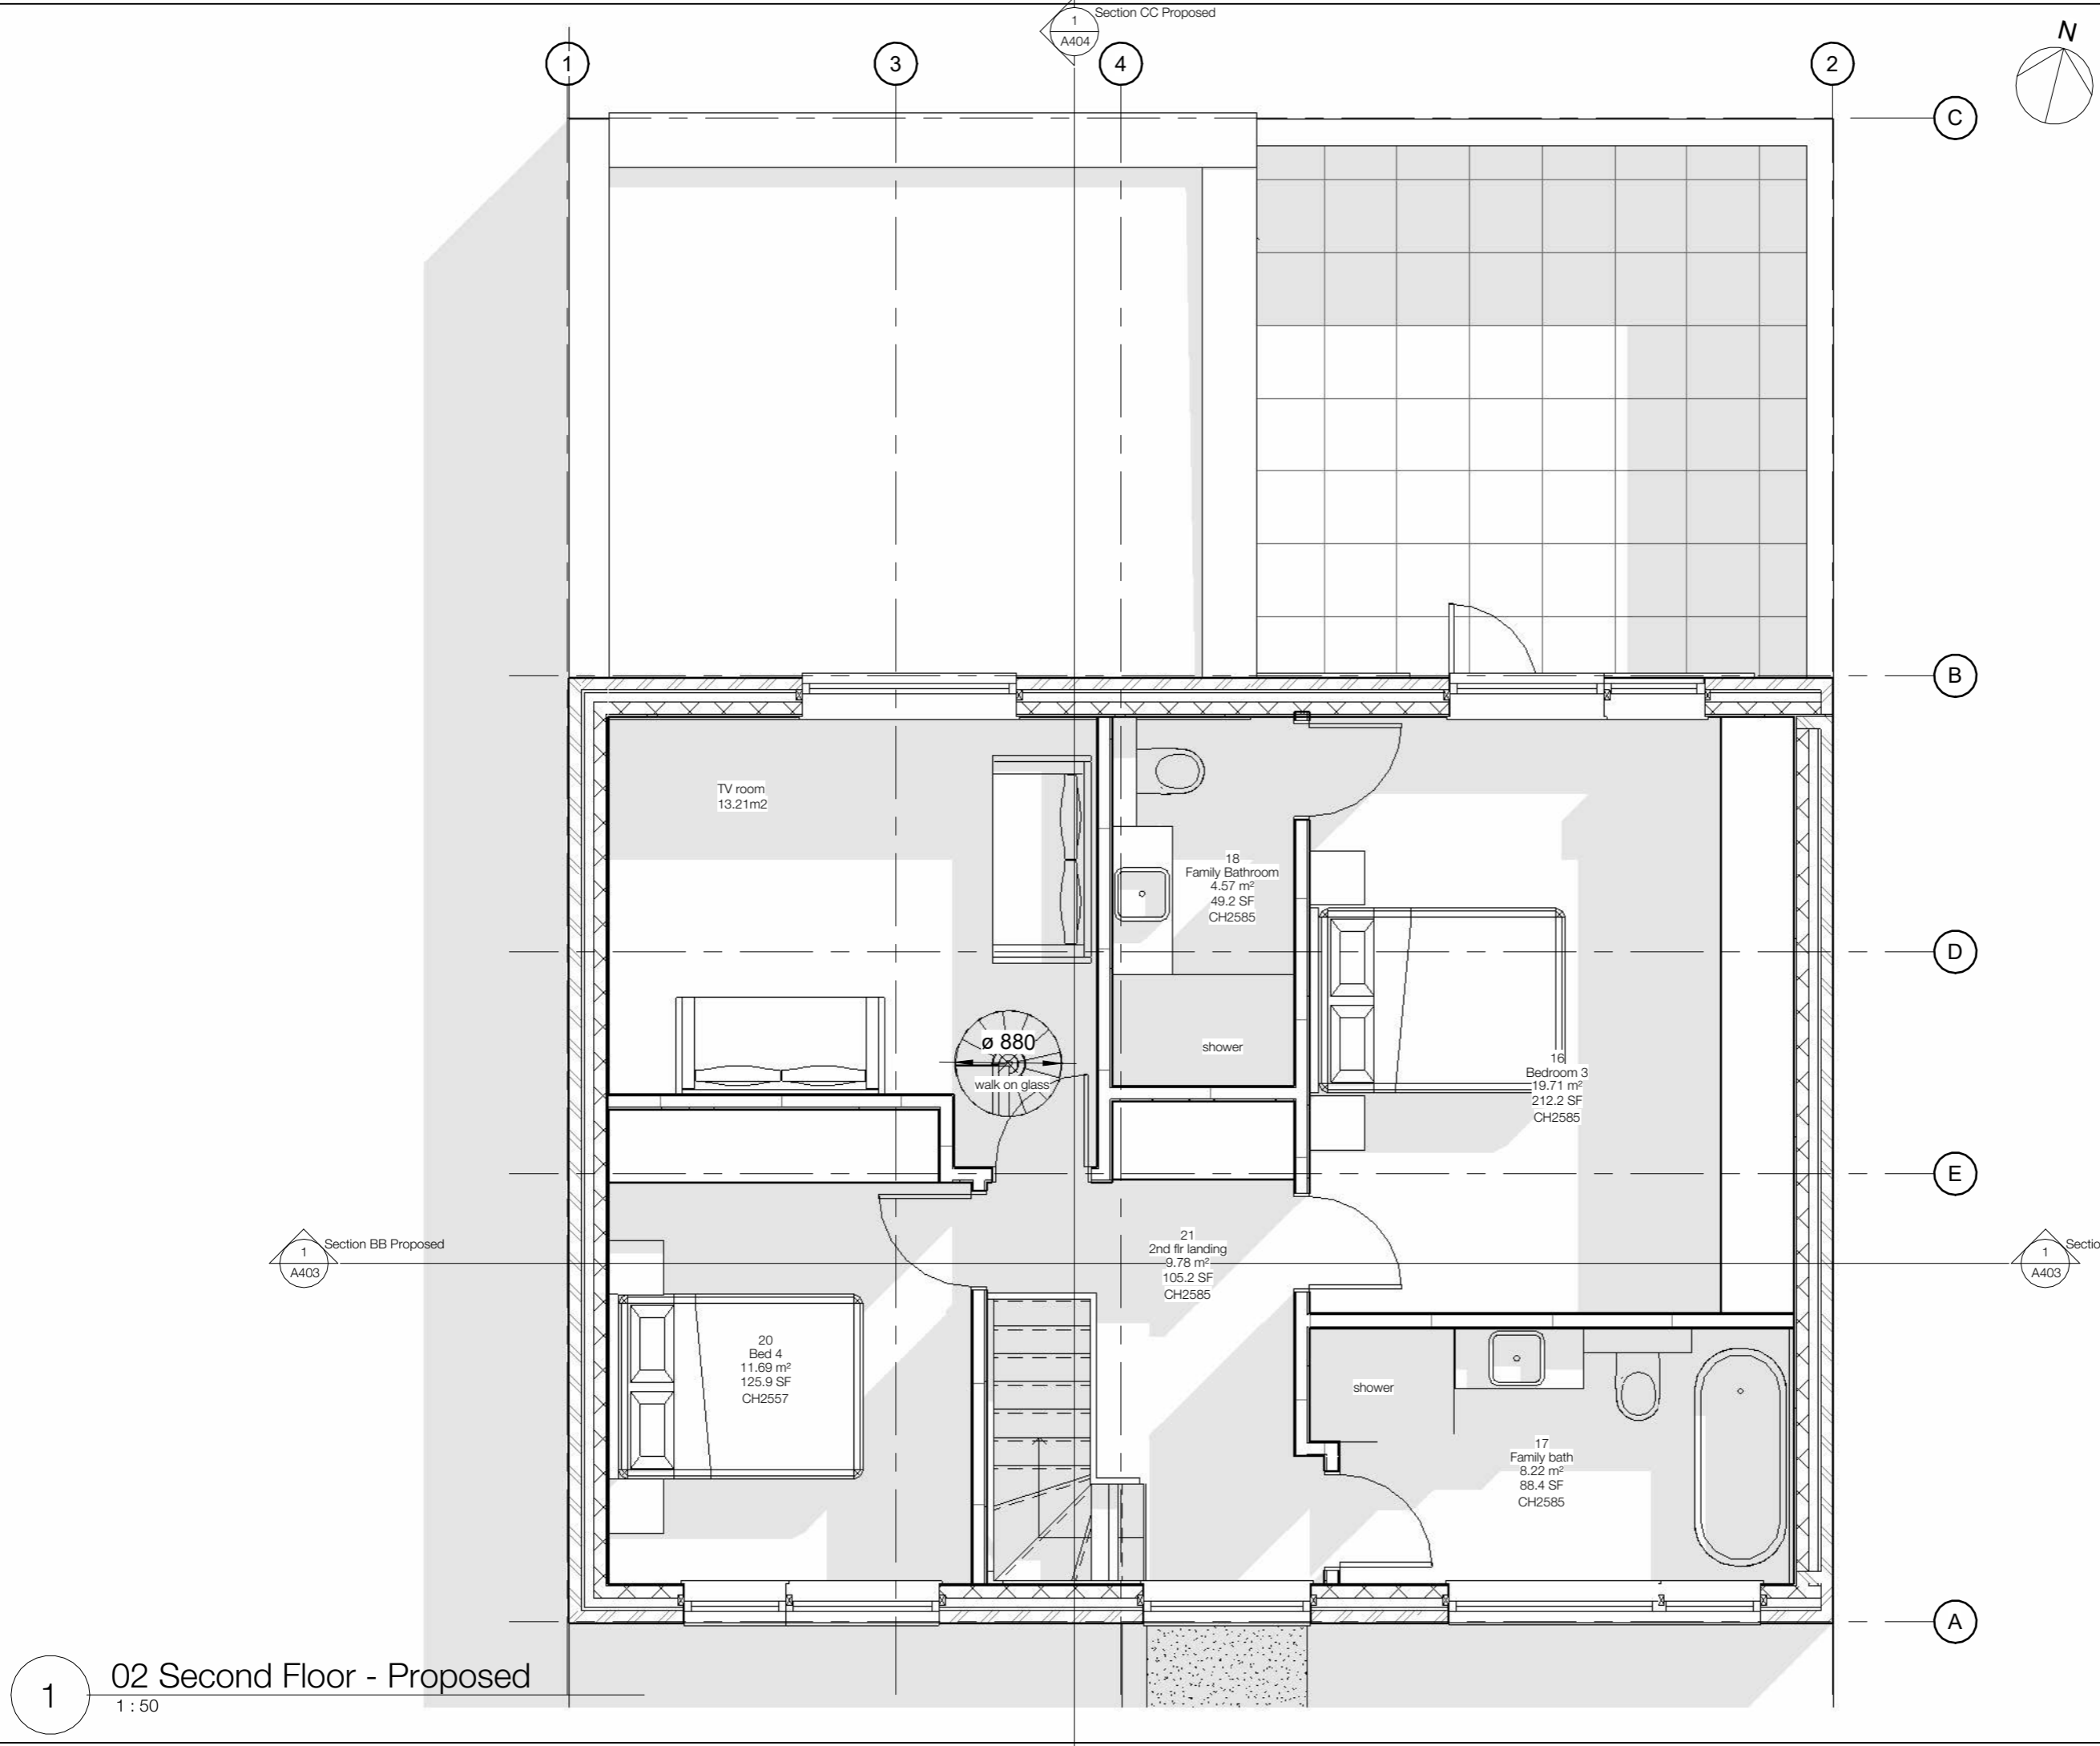 Section CC Proposed
1
A404
N
1
3
4
2
C
B
TV room
13.21m2
18
Family Bathroom
4.57 m²
49.2 SF
CH2585
D
ø 880
walk on glass
shower
16
Bedroom 3
19.71 m²
212.2 SF
CH2585
E
Section BB Proposed
1
A403
21
2nd flr landing
9.78 m²
105.2 SF
CH2585
Sectio
1
A403
20
Bed 4
11.69 m²
125.9 SF
CH2557
shower
17
Family bath
8.22 m²
88.4 SF
CH2585
A
1
02 Second Floor - Proposed
1 : 50